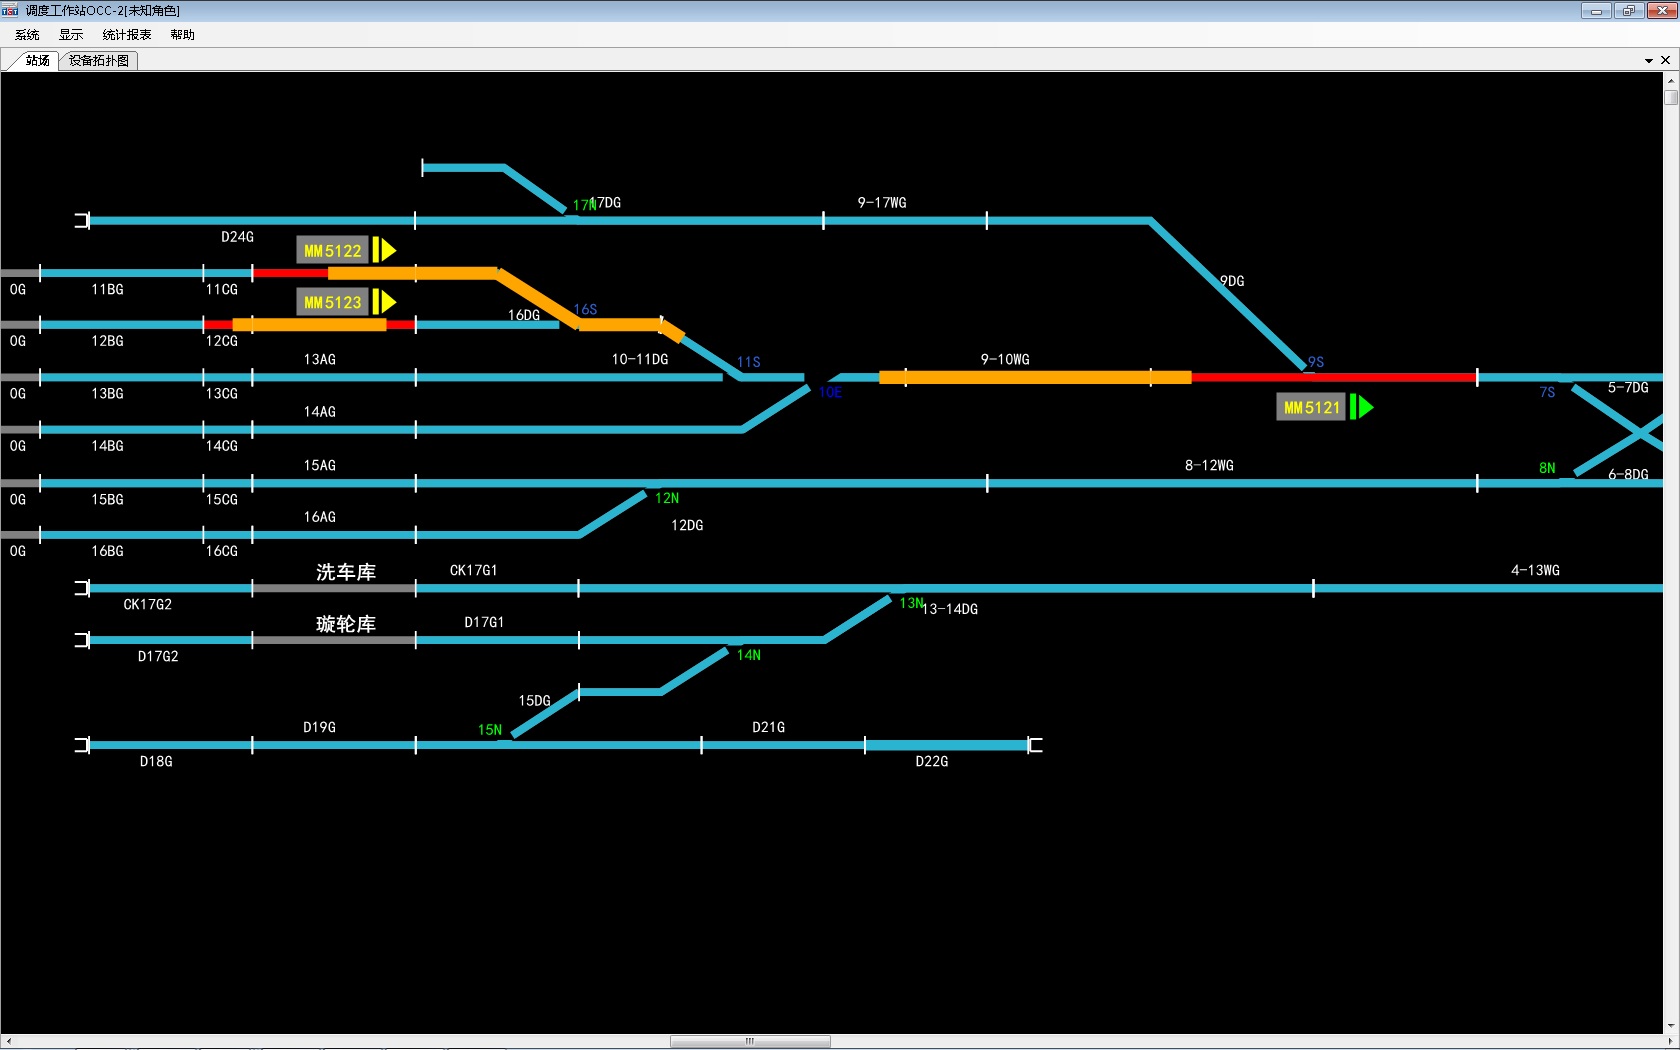 TCT 调度工作站OCC-2[未知角色]
系统 显示 统计报表 帮助
站场 设备拓扑图
17N 17DG 9-17WG
D24G
MM5122
9DG
0G 11BG 11CG
MM5123
16S
16DG
0G 12BG 12CG
13AG 10-11DG 11S 9-10WG 9S
0G 13BG 13CG 10E 7S 5-7DG
MM5121
14AG
0G 14BG 14CG
15AG 8-12WG 8N
6-8DG
0G 15BG 15CG 12N
16AG 12DG
0G 16BG 16CG
洗车库 CK17G1 4-13WG
CK17G2 13N 13-14DG
璇轮库 D17G1
D17G2 14N
15DG
D19G 15N D21G
D18G D22G